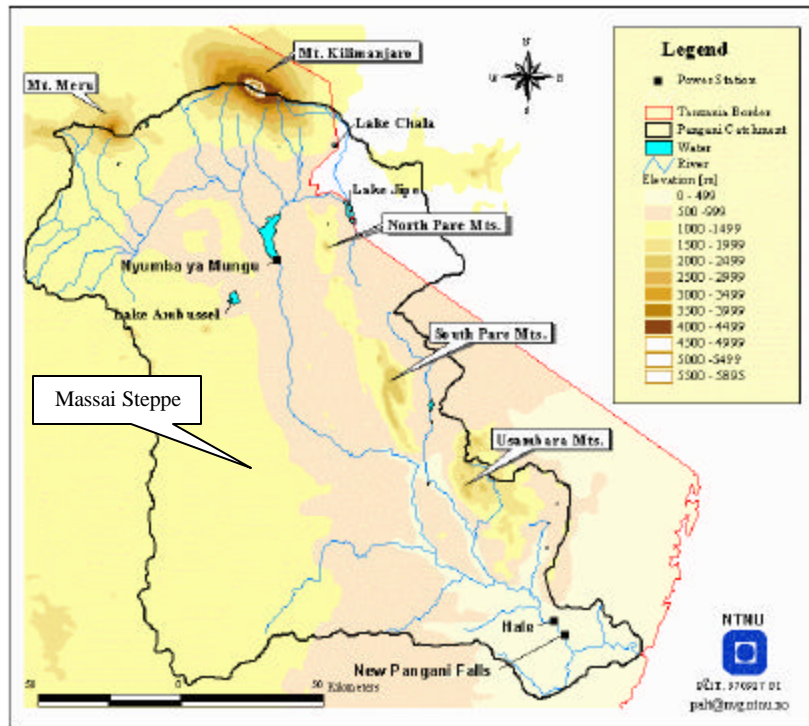 Mt. Kilimanjaro
Mt. Meru
N
W
E
S
Lake Chala
Lake Jipe
North Pare Mts.
Nyumba ya Mungu
South Pare Mts.
Massai Steppe
Usambara Mts.
Hale
New Pangani Falls
50 0 50
Kilometers
Legend
Power Station
Tanzania Border
Pangani Catchment
Water
River
Elevation [m]
0 - 499
500 -999
1000 -1499
1500 -1999
2000 -2499
2500 -2999
3000 -3499
3500 -3999
4000 -4499
4500 -4999
5000 -5499
5500 -5895
NTNU